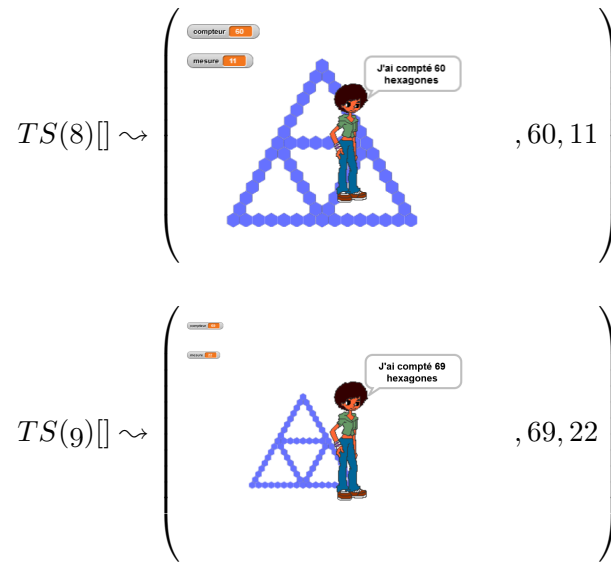 compteur 60
mesure 11
J'ai compté 60
hexagones
TS(8)[] ⇝ ( , 60, 11 )
J'ai compté 69
hexagones
TS(9)[] ⇝ ( , 69, 22